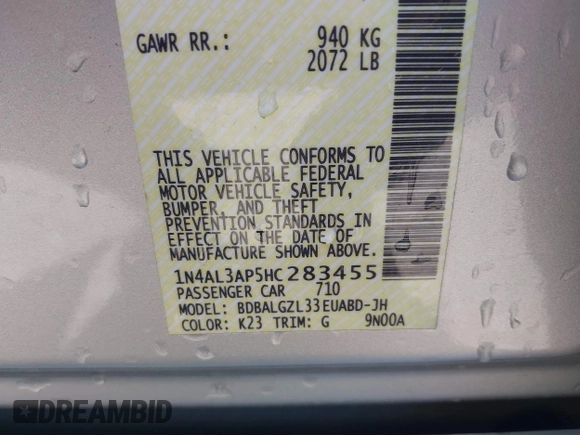 GAWR RR.: 940 KG
2072 LB
THIS VEHICLE CONFORMS TO
ALL APPLICABLE FEDERAL
MOTOR VEHICLE SAFETY,
BUMPER, AND THEFT
PREVENTION STANDARDS IN
EFFECT ON THE DATE OF
MANUFACTURE SHOWN ABOVE.
1N4AL3AP5HC283455
PASSENGER CAR 710
MODEL: BDBALGZL33EUABD-JH
COLOR: K23 TRIM: G 9N00A
DREAMBID